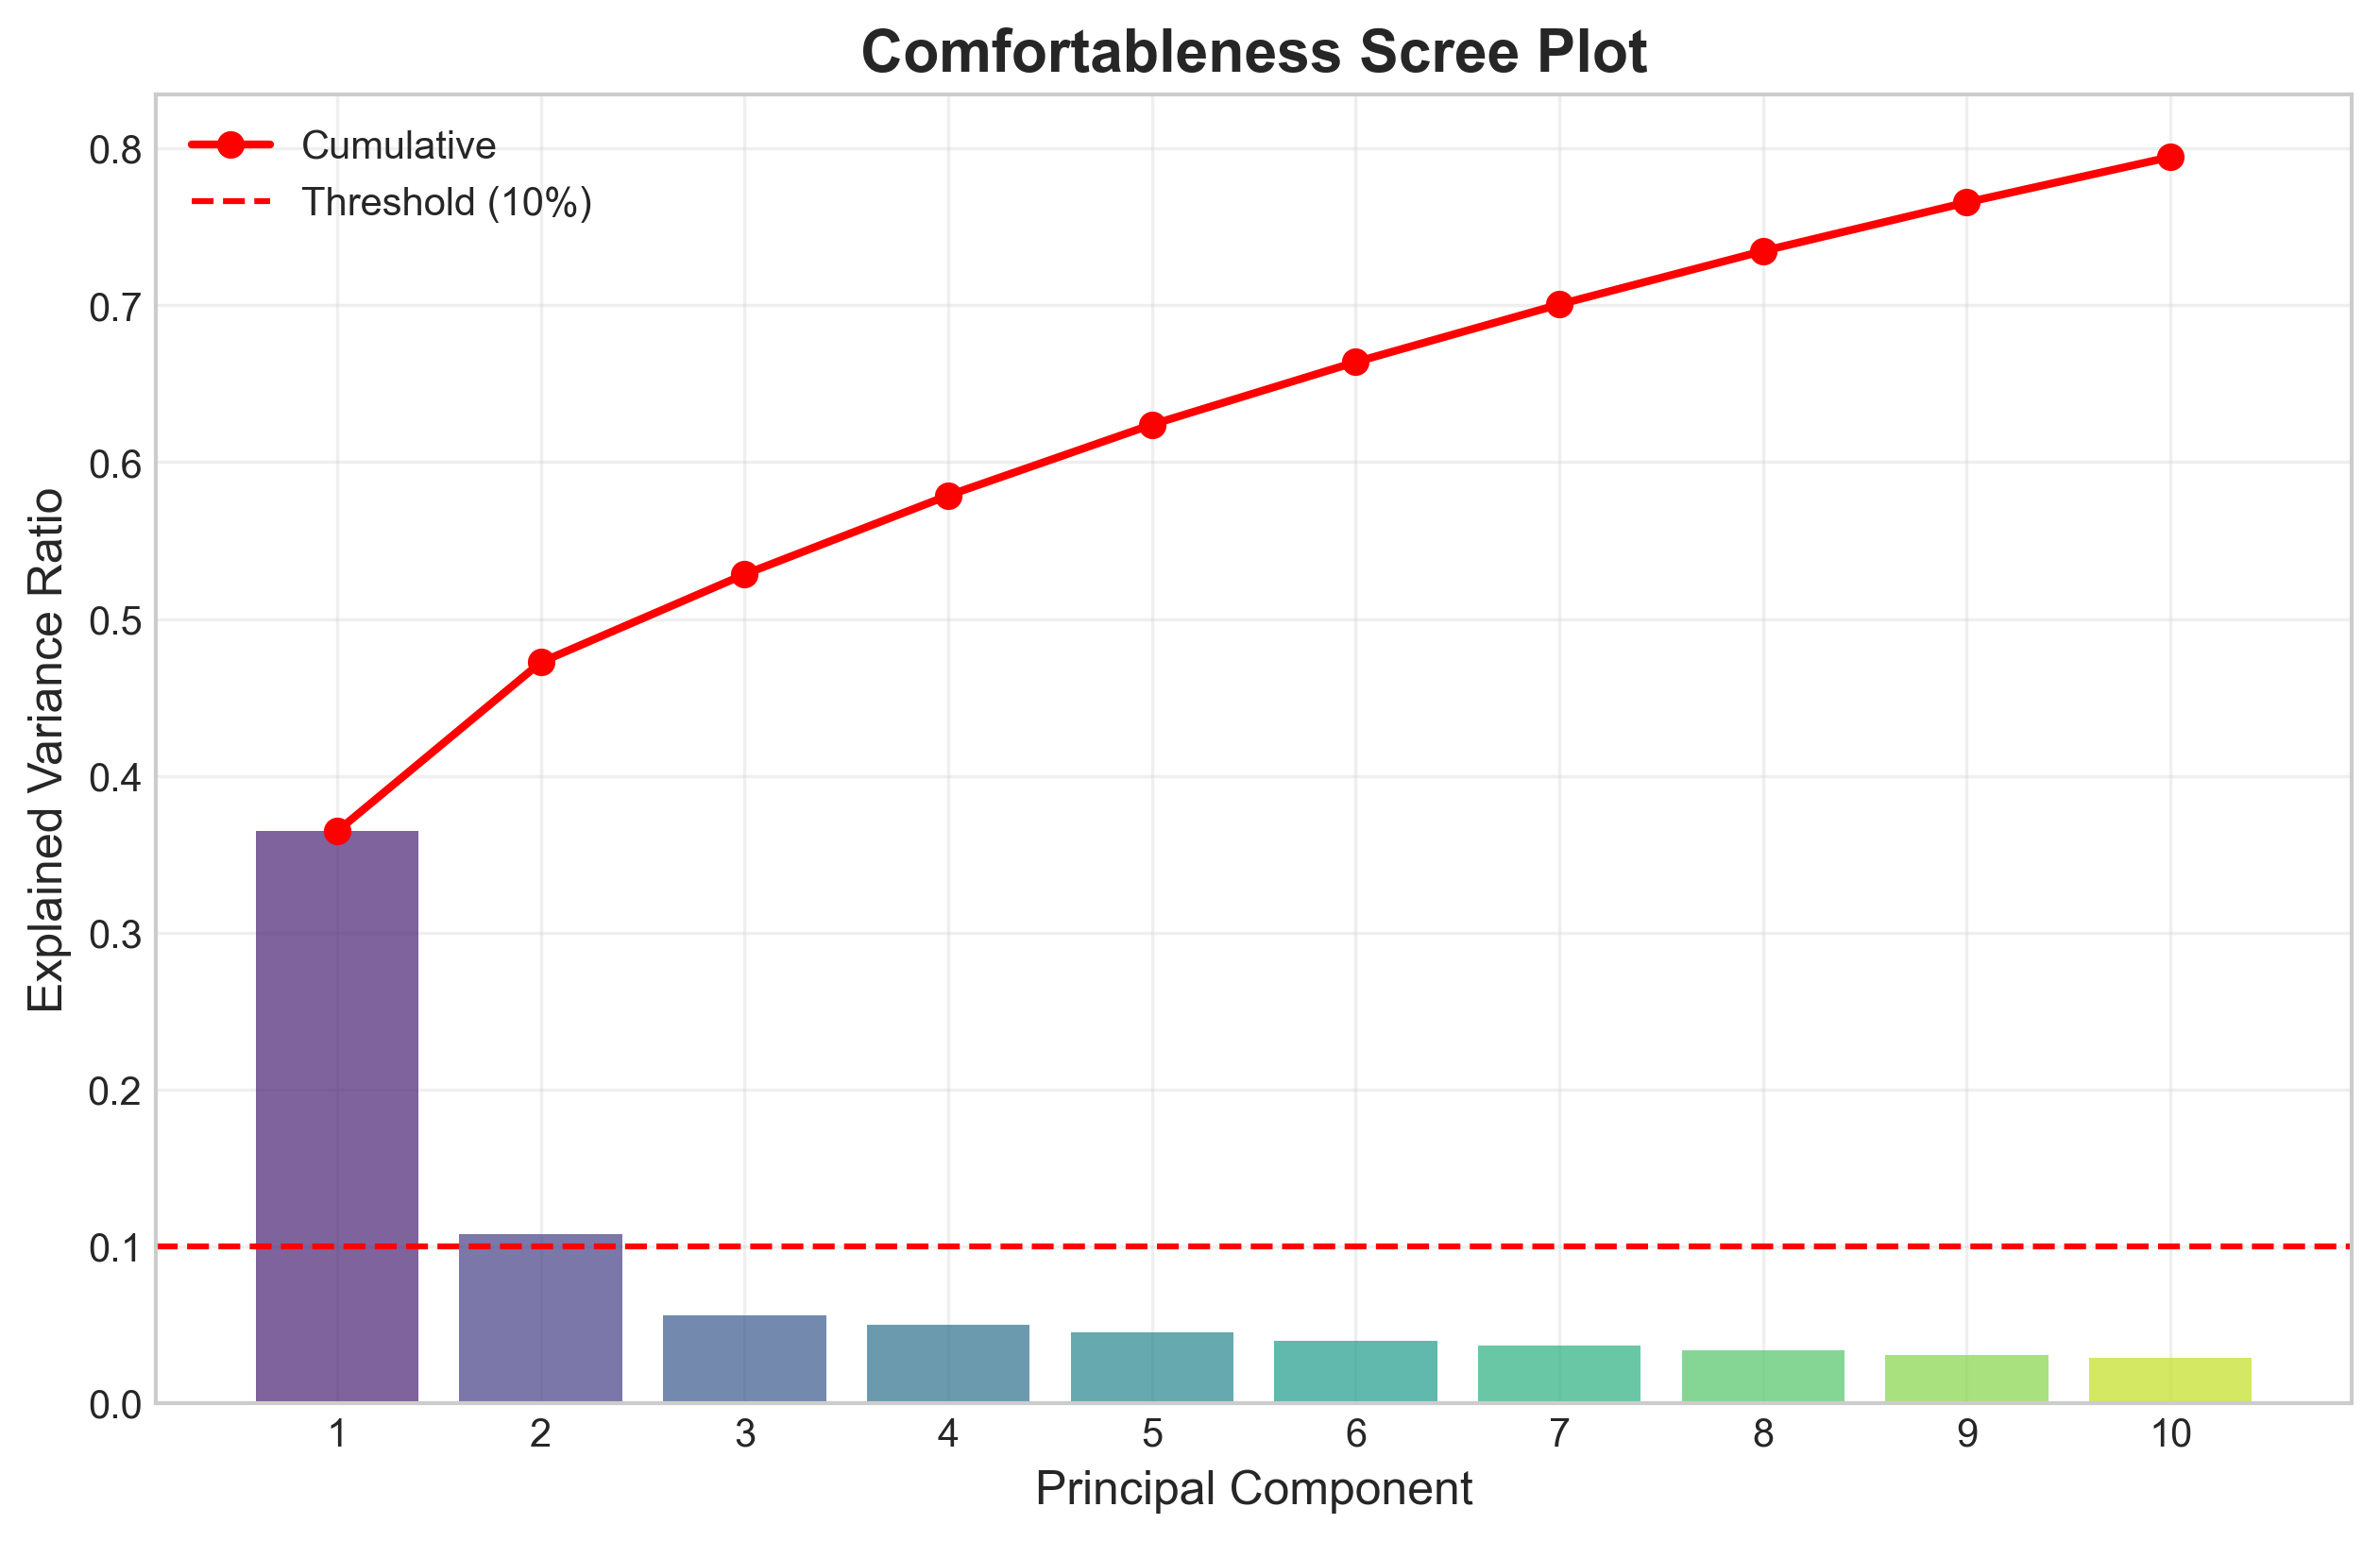 Comfortableness Scree Plot
Cumulative
Threshold (10%)
Explained Variance Ratio
0.8
0.7
0.6
0.5
0.4
0.3
0.2
0.1
0.0
1 2 3 4 5 6 7 8 9 10
Principal Component